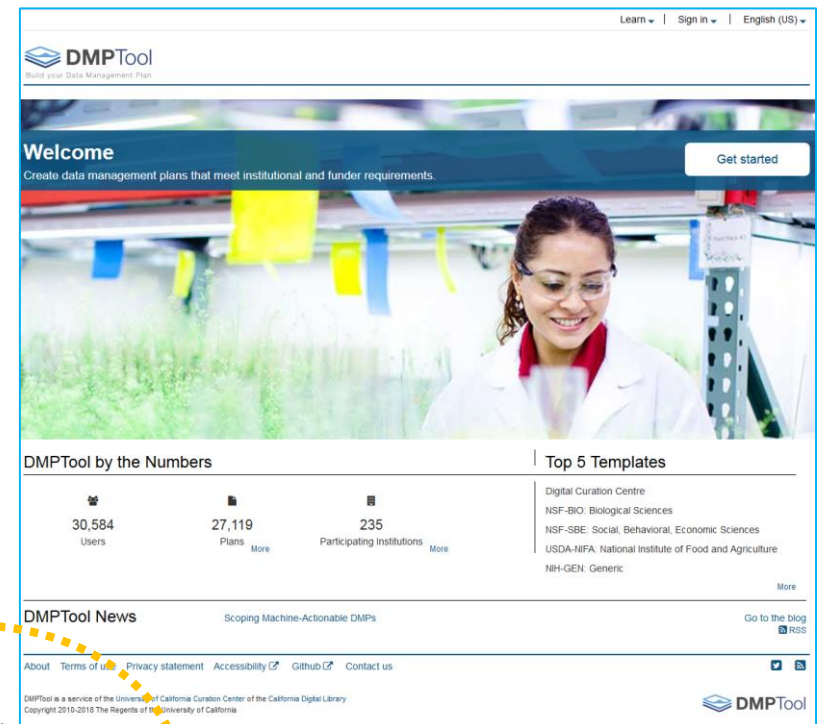 Learn | Sign in | English (US)
DMPTool
Build your Data Management Plan
Welcome
Create data management plans that meet institutional and funder requirements.
Get started
DMPTool by the Numbers
30,584
Users
27,119
Plans
More
235
Participating Institutions
More
Top 5 Templates
Digital Curation Centre
NSF-BIO: Biological Sciences
NSF-SBE: Social, Behavioral, Economic Sciences
USDA-NIFA: National Institute of Food and Agriculture
NIH-GEN: Generic
More
DMPTool News
Scoping Machine-Actionable DMPs
Go to the blog
RSS
About Terms of use Privacy statement Accessibility Github Contact us
DMPTool is a service of the University of California Curation Center of the California Digital Library
Copyright 2010-2018 The Regents of the University of California
DMPTool